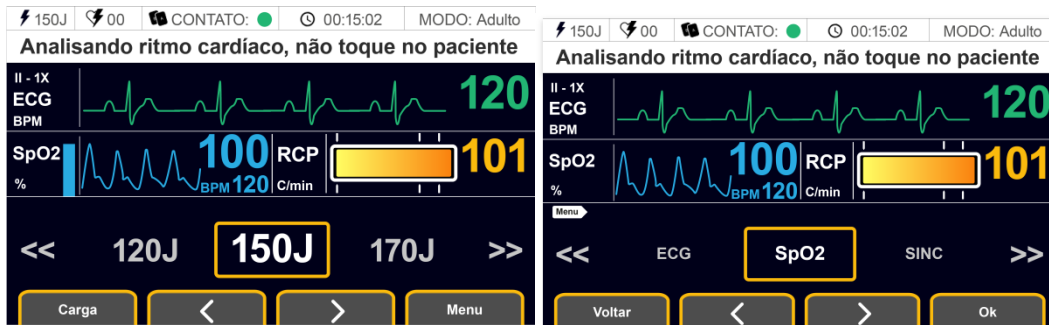 150J 00 CONTATO: 00:15:02 MODO: Adulto
Analisando ritmo cardíaco, não toque no paciente
II - 1X
ECG
BPM
120
SpO2
%
100
BPM 120
RCP
C/min
101
<< 120J 150J 170J >>
Carga < > Menu
150J 00 CONTATO: 00:15:02 MODO: Adulto
Analisando ritmo cardíaco, não toque no paciente
II - 1X
ECG
BPM
120
SpO2
%
100
BPM 120
RCP
C/min
101
Menu
<< ECG SpO2 SINC >>
Voltar < > Ok